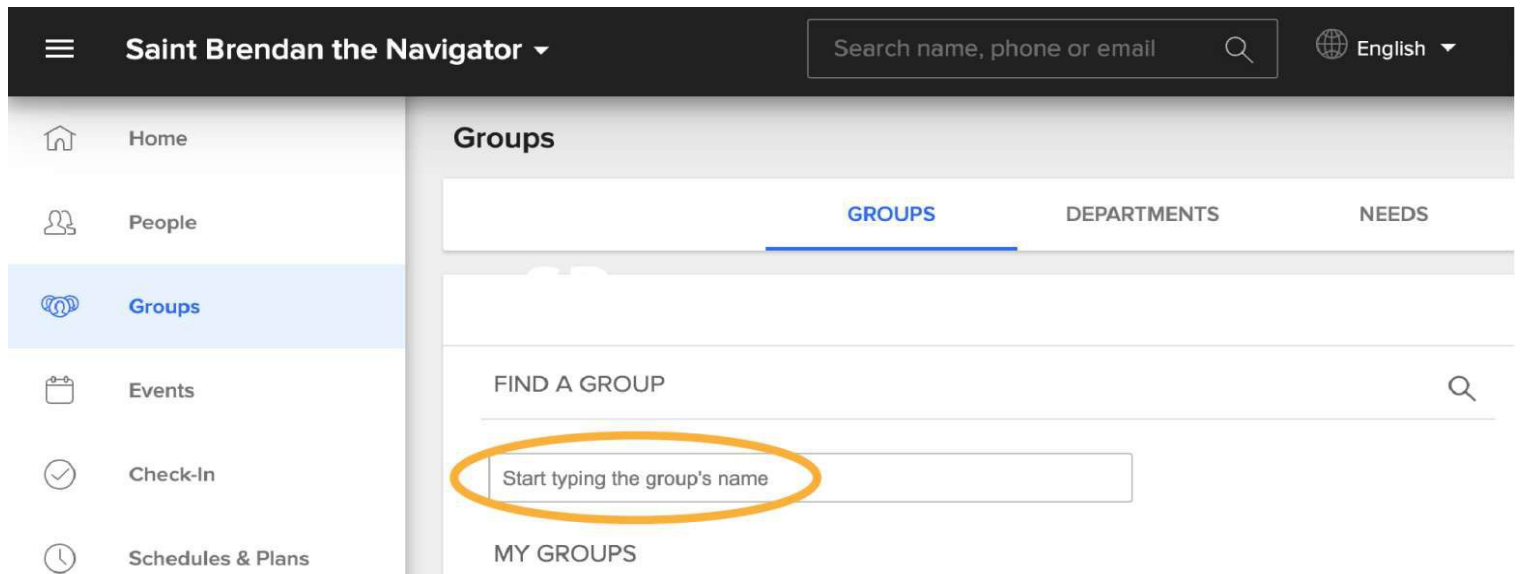 Saint Brendan the Navigator
Search name, phone or email
English
Home
People
Groups
Events
Check-In
Schedules & Plans
Groups
GROUPS DEPARTMENTS NEEDS
FIND A GROUP
Start typing the group's name
MY GROUPS